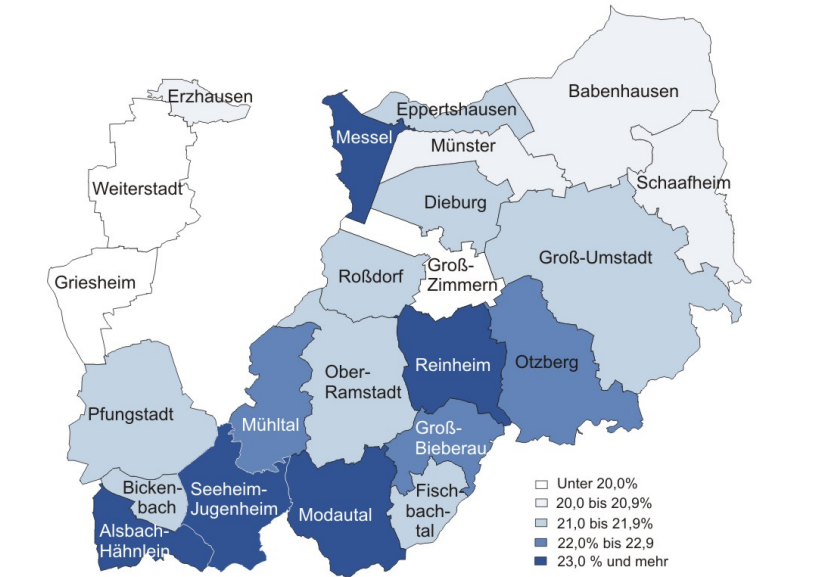 Babenhausen
Erzhausen
Eppertshausen
Messel
Münster
Schaafheim
Weiterstadt
Dieburg
Groß-Umstadt
Griesheim
Roßdorf
Groß-
Zimmern
Reinheim
Otzberg
Ober-
Ramstadt
Pfungstadt
Mühltal
Groß-
Bieberau
Bicken-
bach
Seeheim-
Jugenheim
Modautal
Fisch-
bach-
tal
Alsbach-
Hähnlein
Unter 20,0%
20,0 bis 20,9%
21,0 bis 21,9%
22,0% bis 22,9
23,0 % und mehr